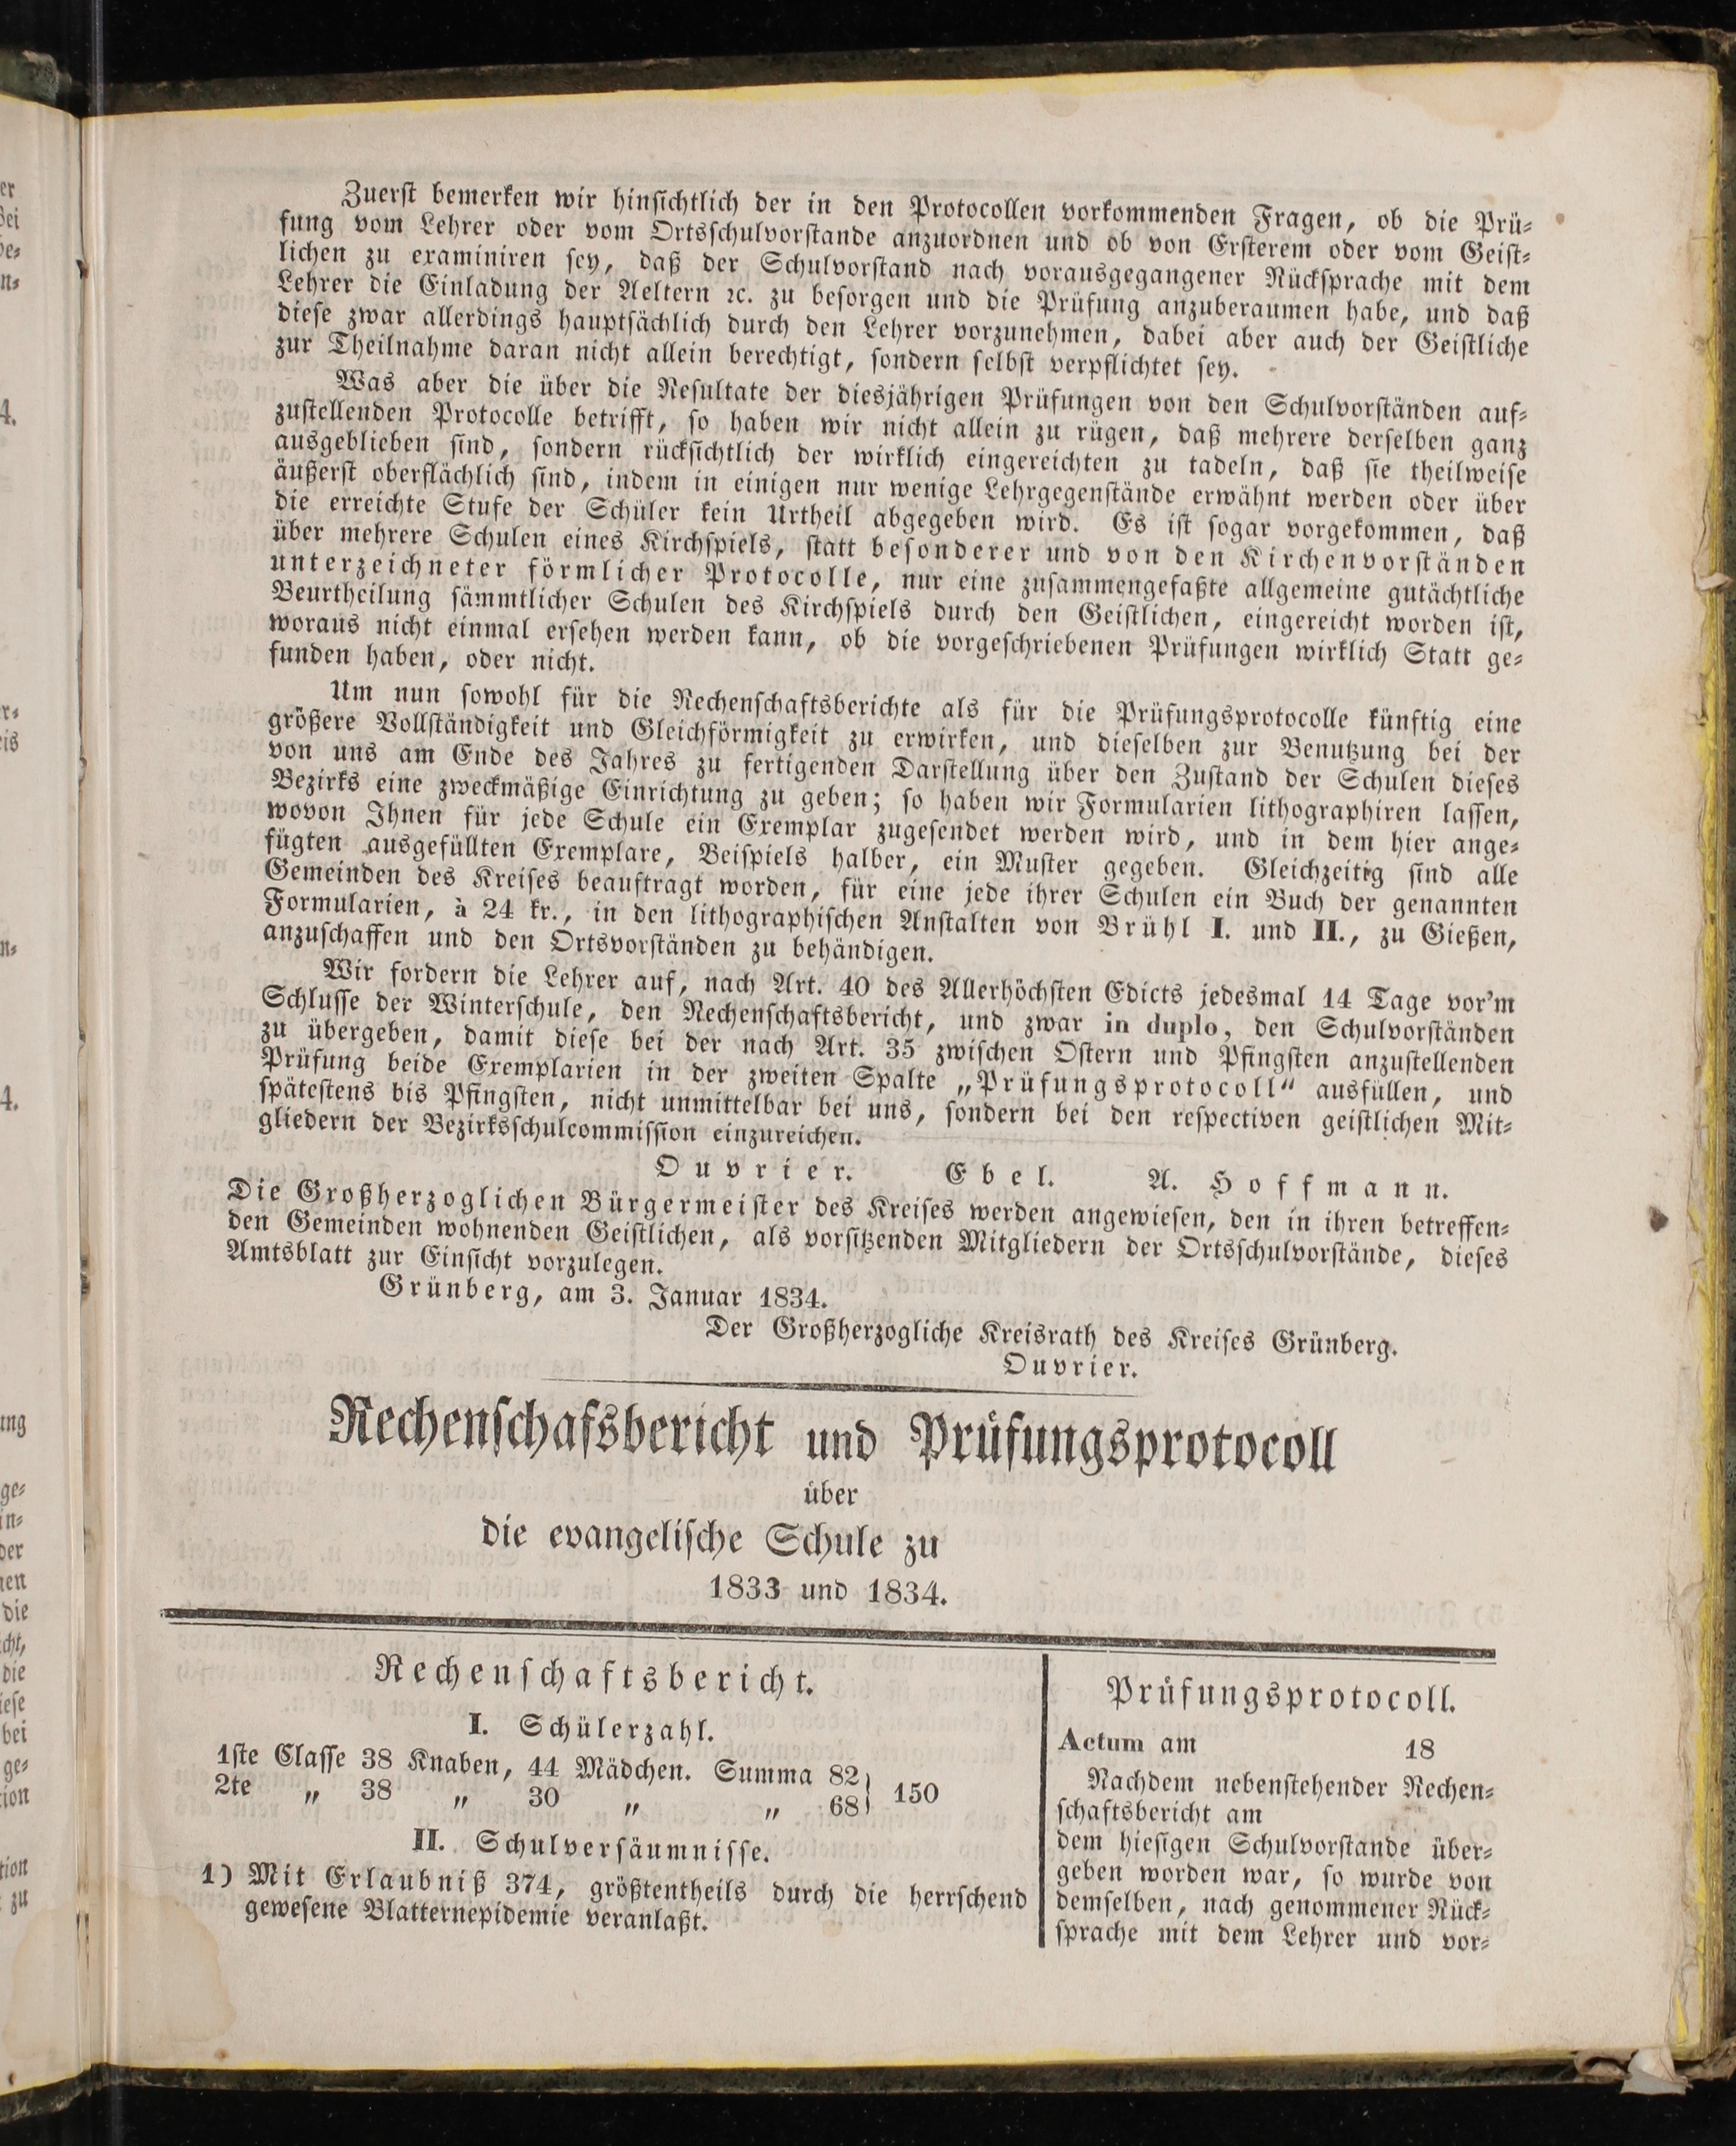 Zuerst bemerken wir hinsichtlich der in den Protocollen vorkommenden Fragen, ob die Prü-
fung vom Lehrer oder vom Ortsschulvorstande anzuordnen und ob von Ersterem oder vom Geist-
lichen zu examiniren sey, daß der Schulvorstand nach vorausgegangener Rücksprache mit dem
Lehrer die Einladung der Aeltern ꝛc. zu besorgen und die Prüfung anzuberaumen habe, und daß
diese zwar allerdings hauptsächlich durch den Lehrer vorzunehmen, dabei aber auch der Geistliche
zur Theilnahme daran nicht allein berechtigt, sondern selbst verpflichtet sey.
Was aber die über die Resultate der diesjährigen Prüfungen von den Schulvorständen auf-
zustellenden Protocolle betrifft, so haben wir nicht allein zu rügen, daß mehrere derselben ganz
ausgeblieben sind, sondern rücksichtlich der wirklich eingereichten zu tadeln, daß sie theilweise
äußerst oberflächlich sind, indem in einigen nur wenige Lehrgegenstände erwähnt werden oder über
die erreichte Stufe der Schüler kein Urtheil abgegeben wird. Es ist sogar vorgekommen, daß
über mehrere Schulen eines Kirchspiels, statt besonderer und von den Kirchenvorständen
unterzeichneter förmlicher Protocolle, nur eine zusammengefaßte allgemeine gutächtliche
Beurtheilung sämmtlicher Schulen des Kirchspiels durch den Geistlichen, eingereicht worden ist,
woraus nicht einmal ersehen werden kann, ob die vorgeschriebenen Prüfungen wirklich Statt ge-
funden haben, oder nicht.
Um nun sowohl für die Rechenschaftsberichte als für die Prüfungsprotocolle künftig eine
größere Vollständigkeit und Gleichförmigkeit zu erwirken, und dieselben zur Benutzung bei der
von uns am Ende des Jahres zu fertigenden Darstellung über den Zustand der Schulen dieses
Bezirks eine zweckmäßige Einrichtung zu geben; so haben wir Formularien lithographiren lassen,
wovon Ihnen für jede Schule ein Exemplar zugesendet werden wird, und in dem hier ange-
fügten ausgefüllten Exemplare, Beispiels halber, ein Muster gegeben. Gleichzeitig sind alle
Gemeinden des Kreises beauftragt worden, für eine jede ihrer Schulen ein Buch der genannten
Formularien, à 24 kr., in den lithographischen Anstalten von Brühl I. und II., zu Gießen,
anzuschaffen und den Ortsvorständen zu behändigen.
Wir fordern die Lehrer auf, nach Art. 40 des Allerhöchsten Edicts jedesmal 14 Tage vor'm
Schlusse der Winterschule, den Rechenschaftsbericht, und zwar in duplo, den Schulvorständen
zu übergeben, damit diese bei der nach Art. 35 zwischen Ostern und Pfingsten anzustellenden
Prüfung beide Exemplarien in der zweiten Spalte „Prüfungsprotocoll“ ausfüllen, und
spätestens bis Pfingsten, nicht unmittelbar bei uns, sondern bei den respectiven geistlichen Mit-
gliedern der Bezirksschulcommission einzureichen.
Ouvrier. Ebel. A. Hoffmann.
Die Großherzoglichen Bürgermeister des Kreises werden angewiesen, den in ihren betreffen-
den Gemeinden wohnenden Geistlichen, als vorsitzenden Mitgliedern der Ortsschulvorstände, dieses
Amtsblatt zur Einsicht vorzulegen.
Grünberg, am 3. Januar 1834.
Der Großherzogliche Kreisrath des Kreises Grünberg.
Ouvrier.
Rechenschafsbericht und Prüfungsprotocoll
über
die evangelische Schule zu
1833 und 1834.
Rechenschaftsbericht.
I. Schülerzahl.
1ste Classe 38 Knaben, 44 Mädchen. Summa 82 } 150
2te „ 38 „ 30 „ „ 68
II. Schulversäumnisse.
1) Mit Erlaubniß 374, größtentheils durch die herrschend
gewesene Blatternepidemie veranlaßt.
Prüfungsprotocoll.
Actum am 18
Nachdem nebenstehender Rechen-
schaftsbericht am
dem hiesigen Schulvorstande über-
geben worden war, so wurde von
demselben, nach genommener Rück-
sprache mit dem Lehrer und vor-